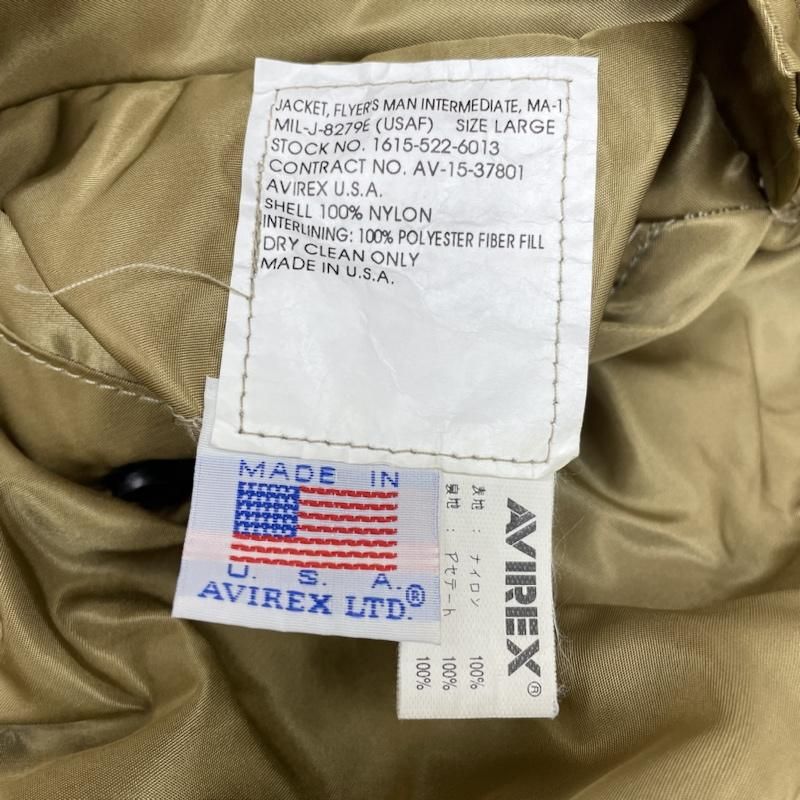 JACKET, FLYER'S MAN INTERMEDIATE, MA-1
MIL-J-8279E (USAF) SIZE LARGE
STOCK NO. 1615-522-6013
CONTRACT NO. AV-15-37801
AVIREX U.S.A.
SHELL 100% NYLON
INTERLINING: 100% POLYESTER FIBER FILL
DRY CLEAN ONLY
MADE IN U.S.A.
MADE IN
U. S. A.
AVIREX LTD.®
AVIREX®
表地 : ナイロン 100%
裏地 : アセテート 100%
100%